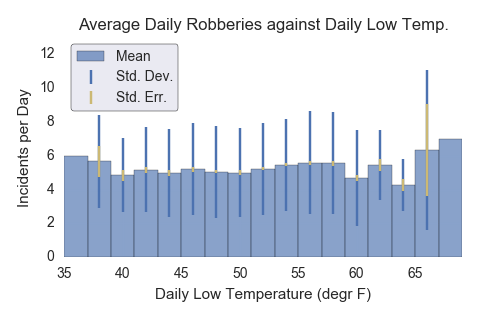 Average Daily Robberies against Daily Low Temp.
12
10
8
6
4
2
0
Incidents per Day
Mean
Std. Dev.
Std. Err.
35 40 45 50 55 60 65
Daily Low Temperature (degr F)